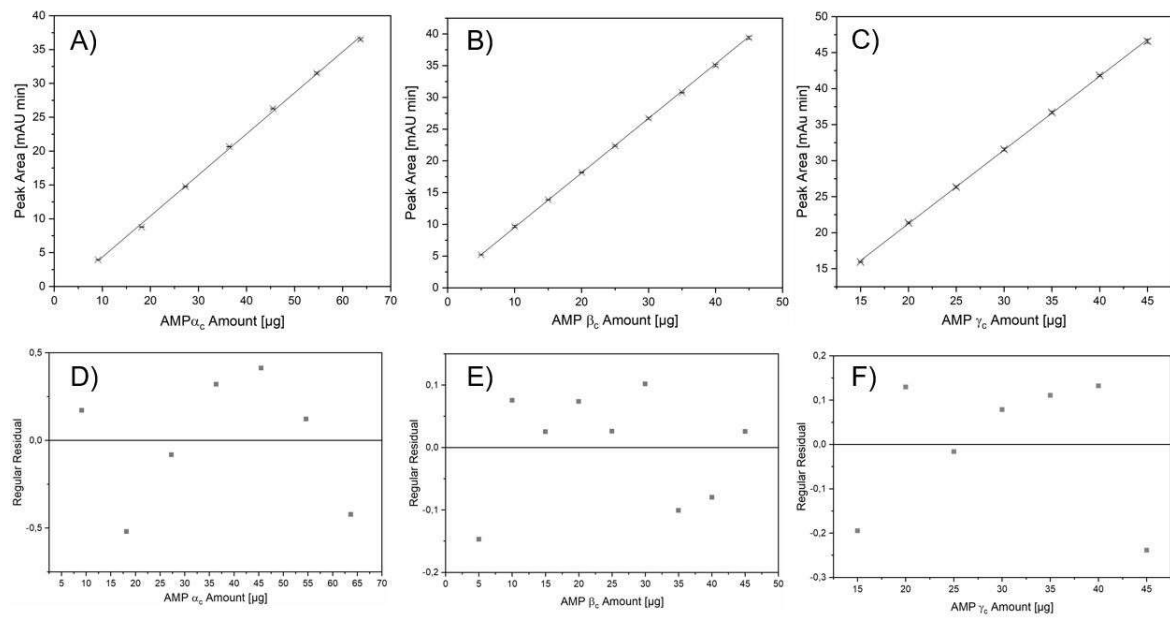 A)
40
35
30
25
20
15
10
5
0
Peak Area [mAU min]
0 10 20 30 40 50 60 70
AMPαc Amount [µg]
B)
45
40
35
30
25
20
15
10
5
0
Peak Area [mAU min]
0 10 20 30 40 50
AMP βc Amount [µg]
C)
50
45
40
35
30
25
20
15
Peak Area [mAu min]
15 20 25 30 35 40 45
AMP γc Amount [µg]
D)
0,5
0,0
-0,5
Regular Residual
5 10 15 20 25 30 35 40 45 50 55 60 65 70
AMP αc Amount [µg]
E)
0,1
0,0
-0,1
-0,2
Regular Residual
0 5 10 15 20 25 30 35 40 45 50
AMP βc Amount [µg]
F)
0,2
0,1
0,0
-0,1
-0,2
-0,3
Regular Residual
15 20 25 30 35 40 45
AMP γc Amount [µg]